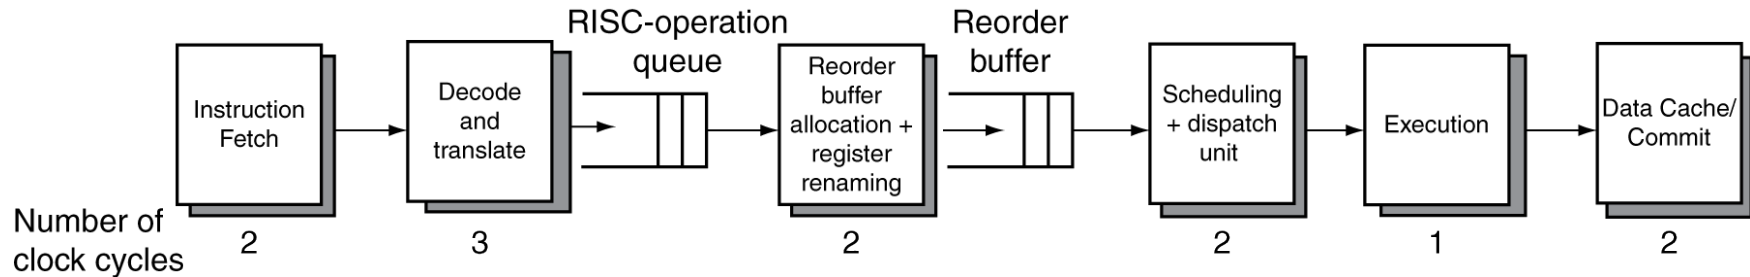 RISC-operation
queue
Reorder
buffer
Instruction
Fetch
Decode
and
translate
Reorder
buffer
allocation +
register
renaming
Scheduling
+ dispatch
unit
Execution
Data Cache/
Commit
Number of
clock cycles
2
3
2
2
1
2